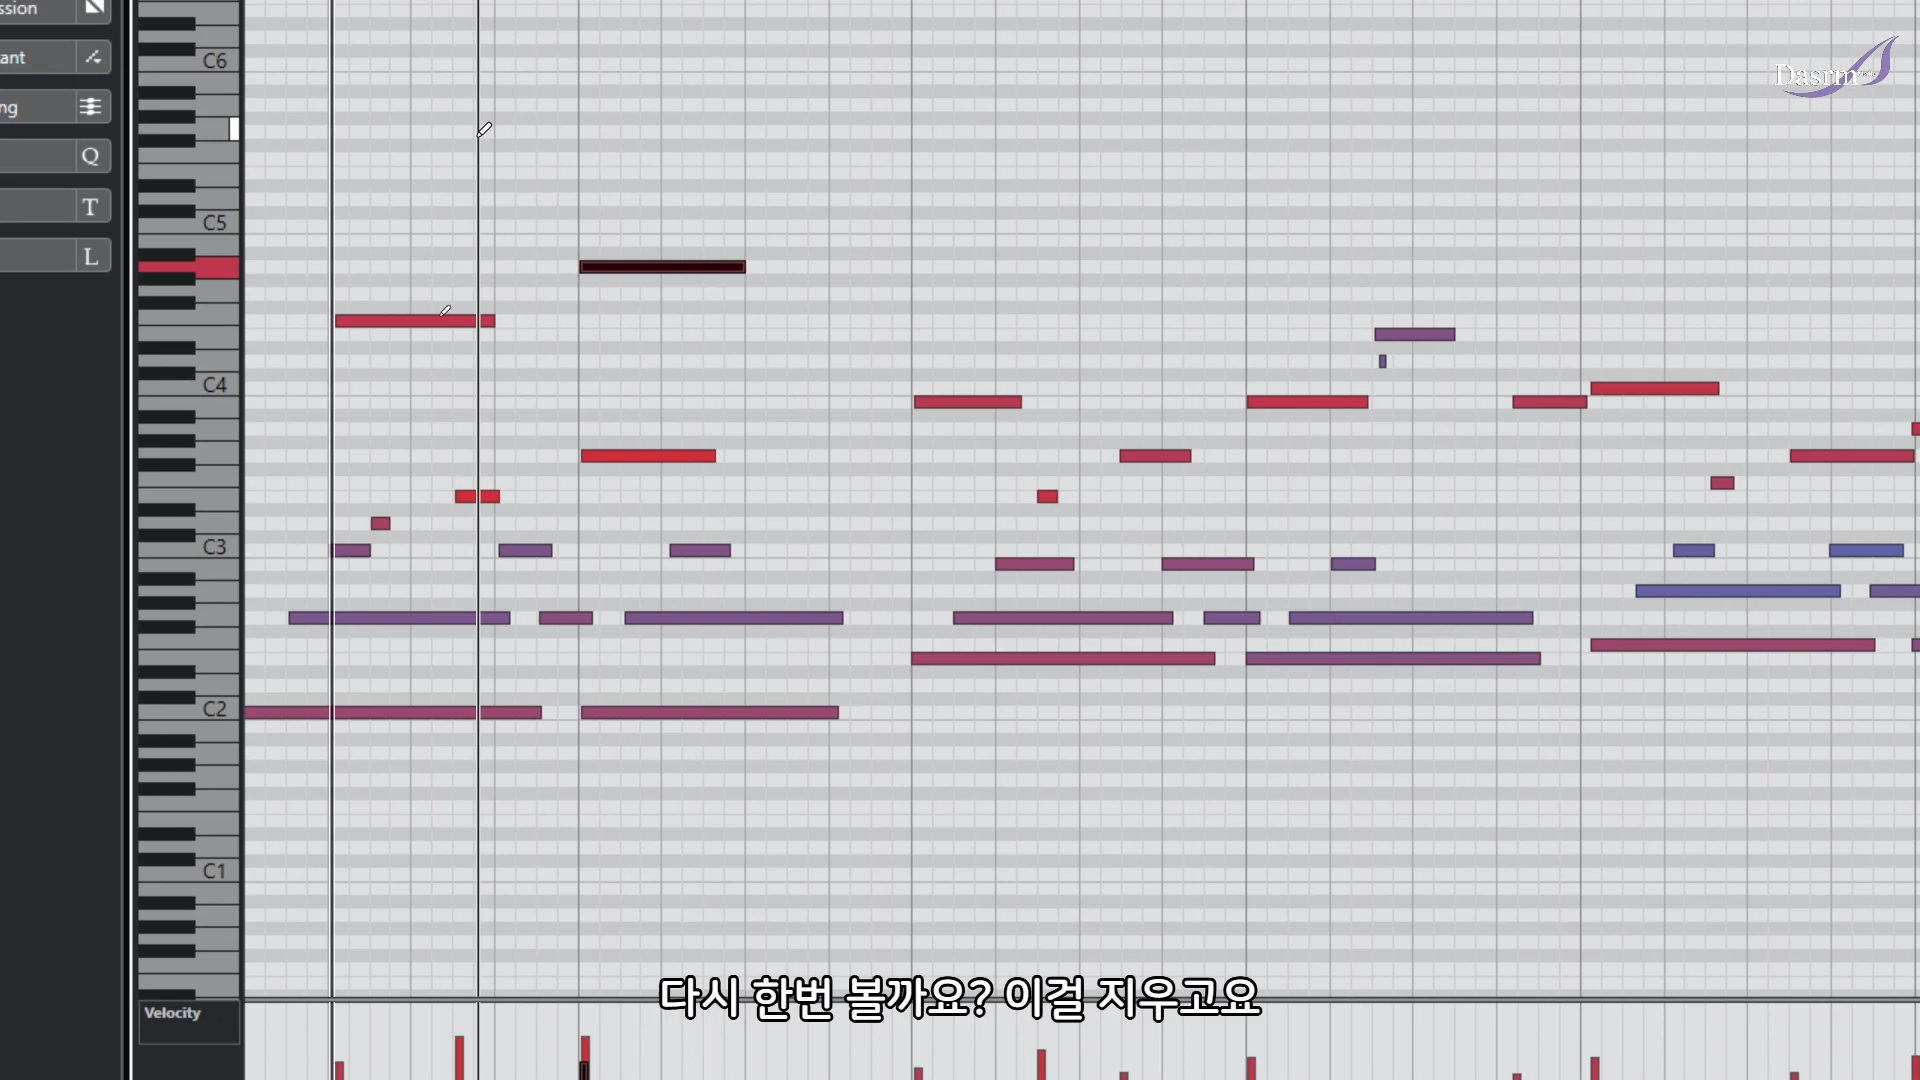 ssion
C6
ant
Dasrm
ng
Q
T
C5
L
C4
C3
C2
C1
다시 한번 볼까요? 이걸 지우고요
Velocity